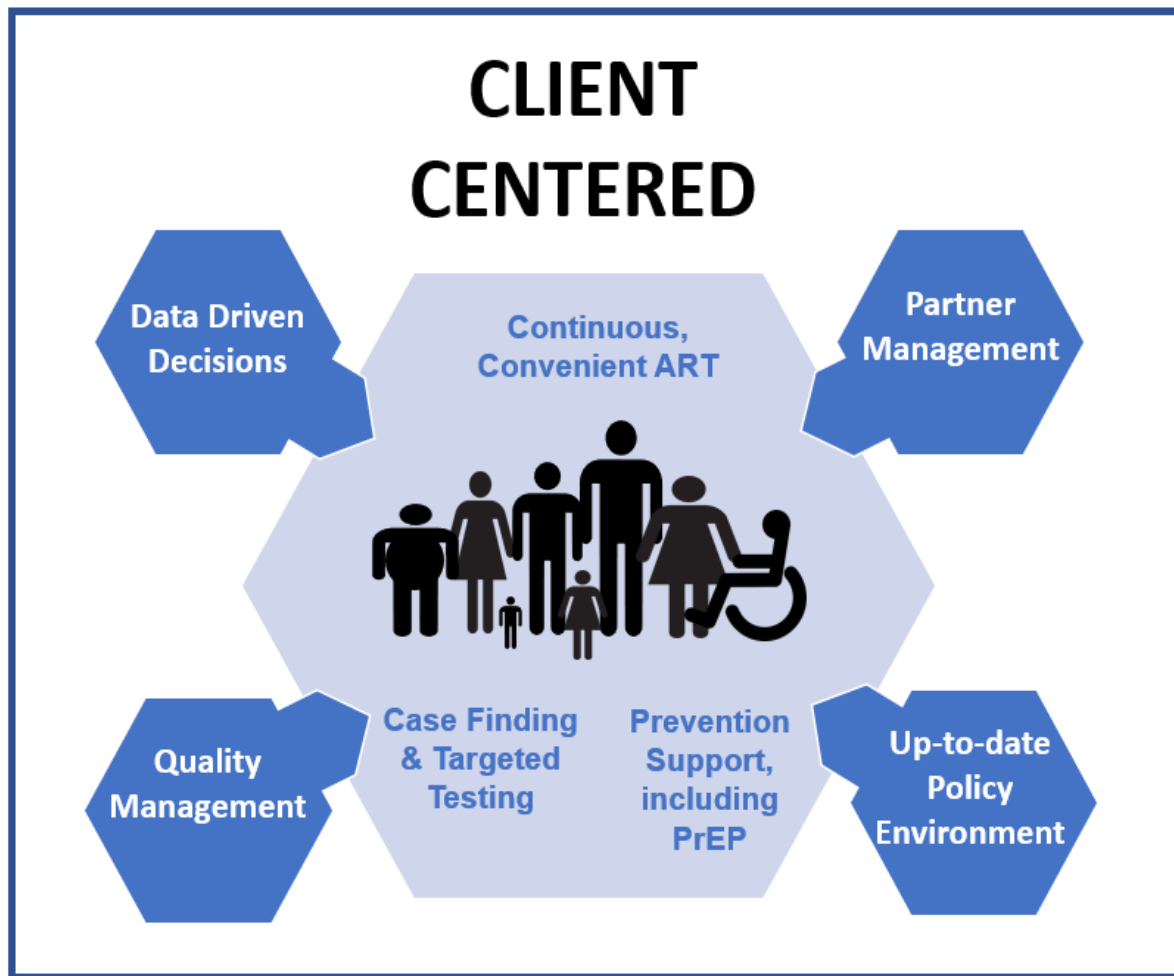 CLIENT
CENTERED
Data Driven
Decisions
Partner
Management
Continuous,
Convenient ART
Case Finding
& Targeted
Testing
Prevention
Support,
including
PrEP
Quality
Management
Up-to-date
Policy
Environment